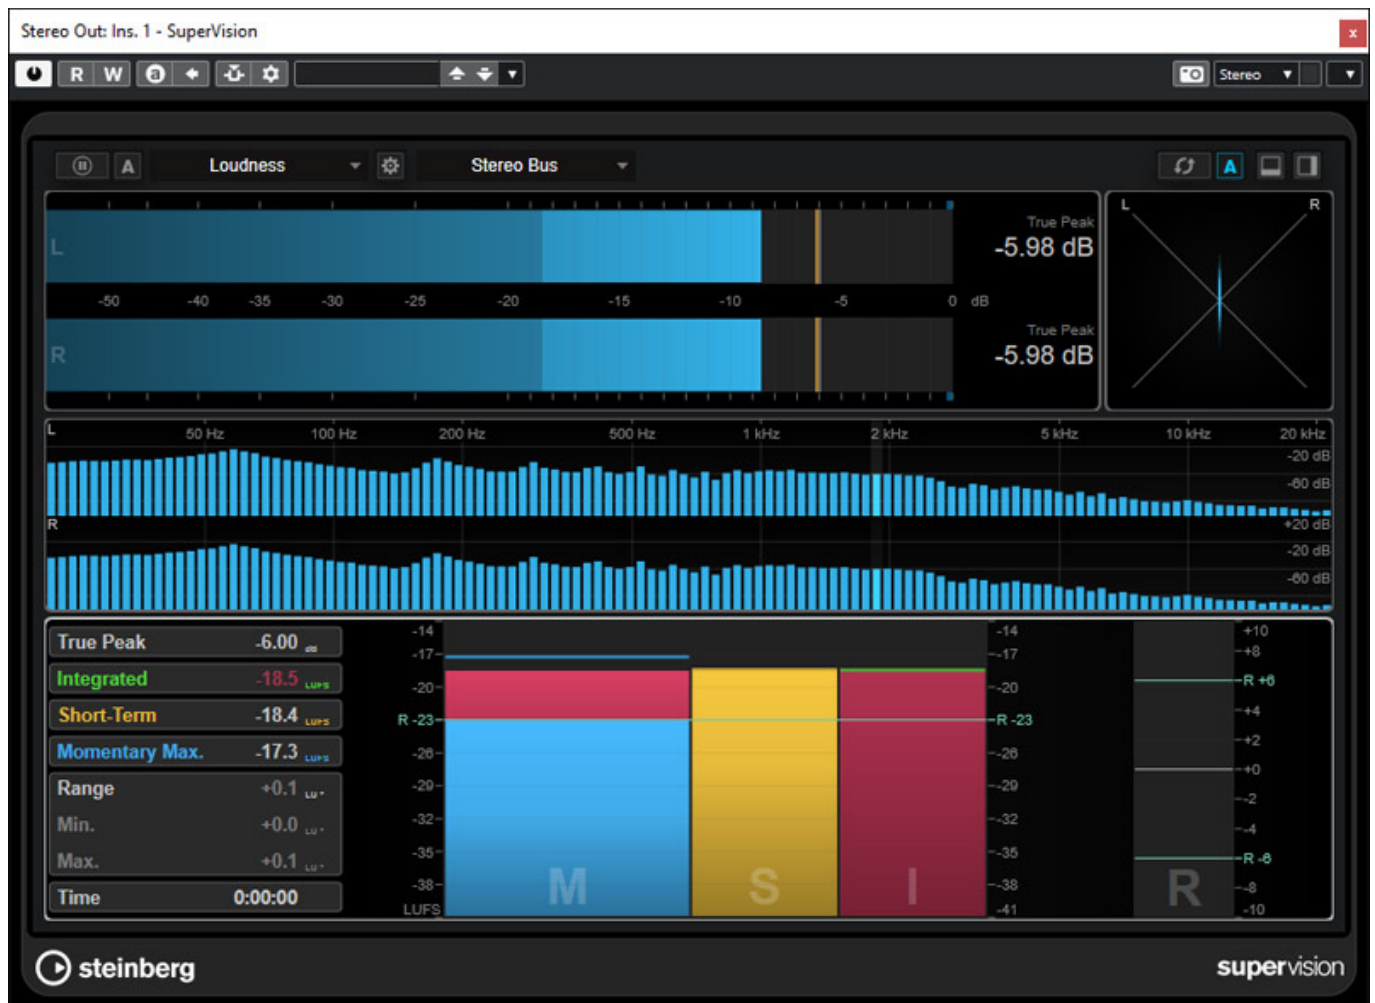 Stereo Out: Ins. 1 - SuperVision
x
R W a Stereo
A Loudness Stereo Bus A
L True Peak
-5.98 dB
-50 -40 -35 -30 -25 -20 -15 -10 -5 0 dB
R True Peak
-5.98 dB
L R
L 50 Hz 100 Hz 200 Hz 500 Hz 1 kHz 2 kHz 5 kHz 10 kHz 20 kHz
-20 dB
-60 dB
R +20 dB
-20 dB
-60 dB
True Peak -6.00 dB
Integrated -18.5 LUFS
Short-Term -18.4 LUFS
Momentary Max. -17.3 LUFS
Range +0.1 LU
Min. +0.0 LU
Max. +0.1 LU
Time 0:00:00
-14
-17
-20
R -23
-26
-29
-32
-35
-38
LUFS
M S I
-14
-17
-20
R -23
-26
-29
-32
-35
-38
-41
R
+10
+8
R +6
+4
+2
+0
-2
-4
R -6
-8
-10
steinberg
supervision